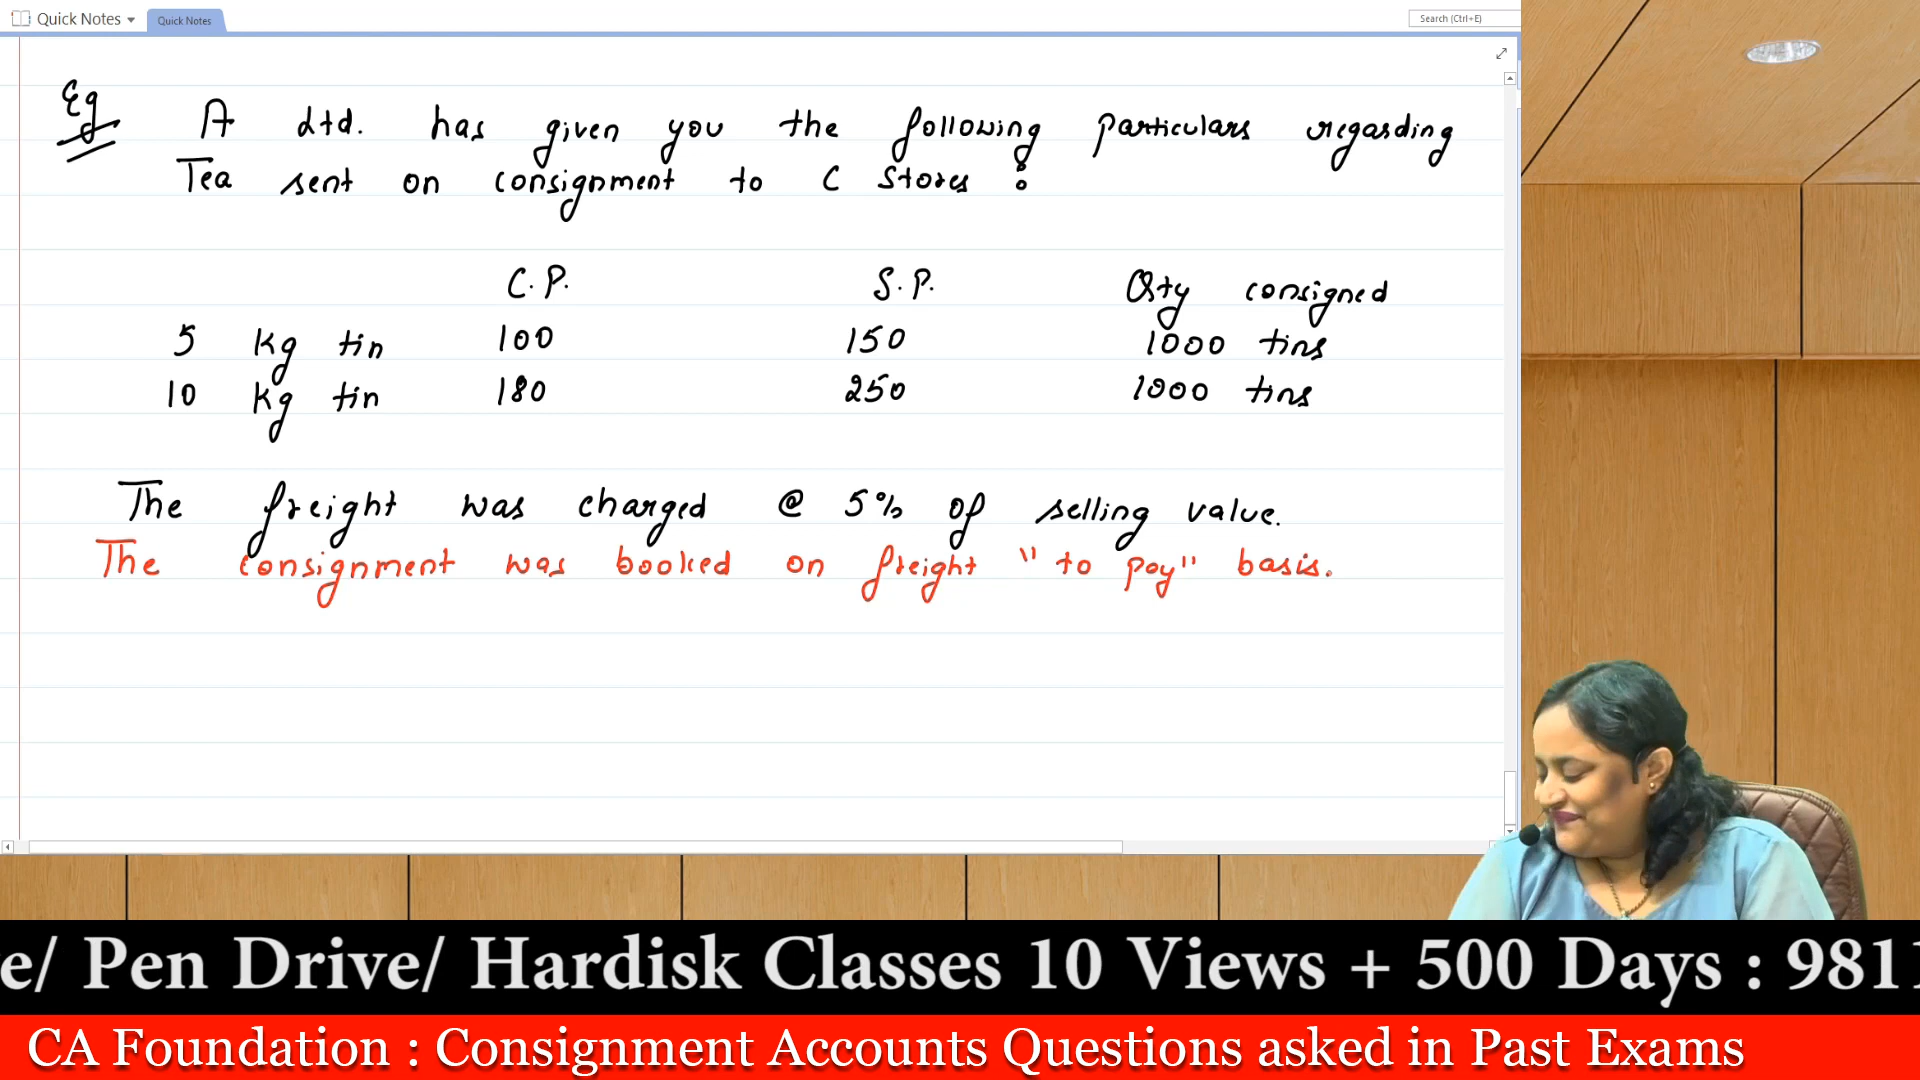 Quick Notes
Quick Notes
Search (Ctrl+E)
Eg A Ltd. has given you the following particulars regarding
Tea sent on consignment to C Stores :
C.P. S.P. Qty consigned
5 kg tin 100 150 1000 tins
10 kg tin 180 250 1000 tins
The freight was charged @ 5% of selling value.
The consignment was booked on freight "to pay" basis.
e/ Pen Drive/ Hardisk Classes 10 Views + 500 Days : 9811
CA Foundation : Consignment Accounts Questions asked in Past Exams